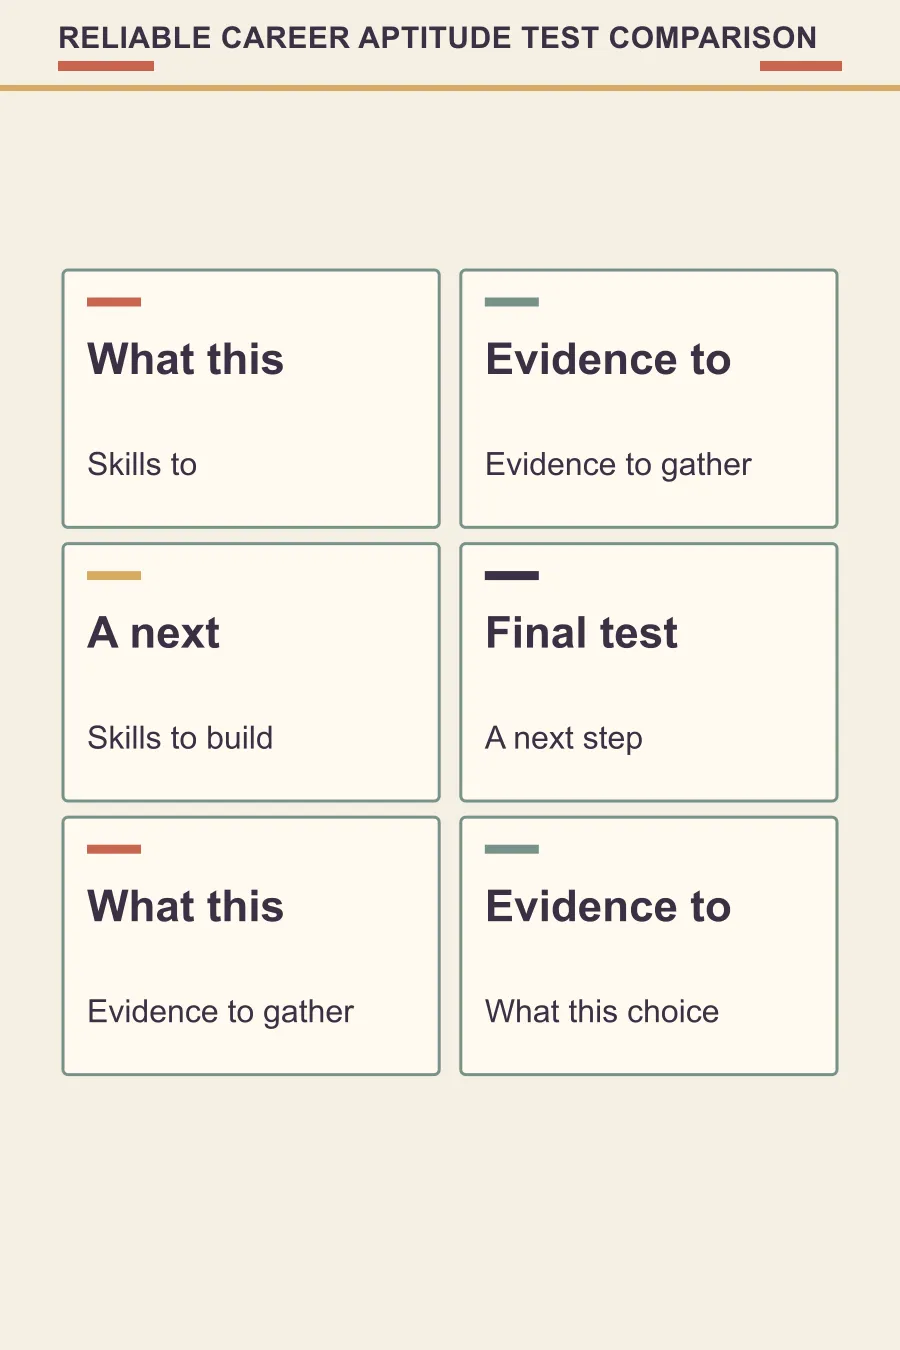 RELIABLE CAREER APTITUDE TEST COMPARISON
What this
Skills to
Evidence to
Evidence to gather
A next
Skills to build
Final test
A next step
What this
Evidence to gather
Evidence to
What this choice